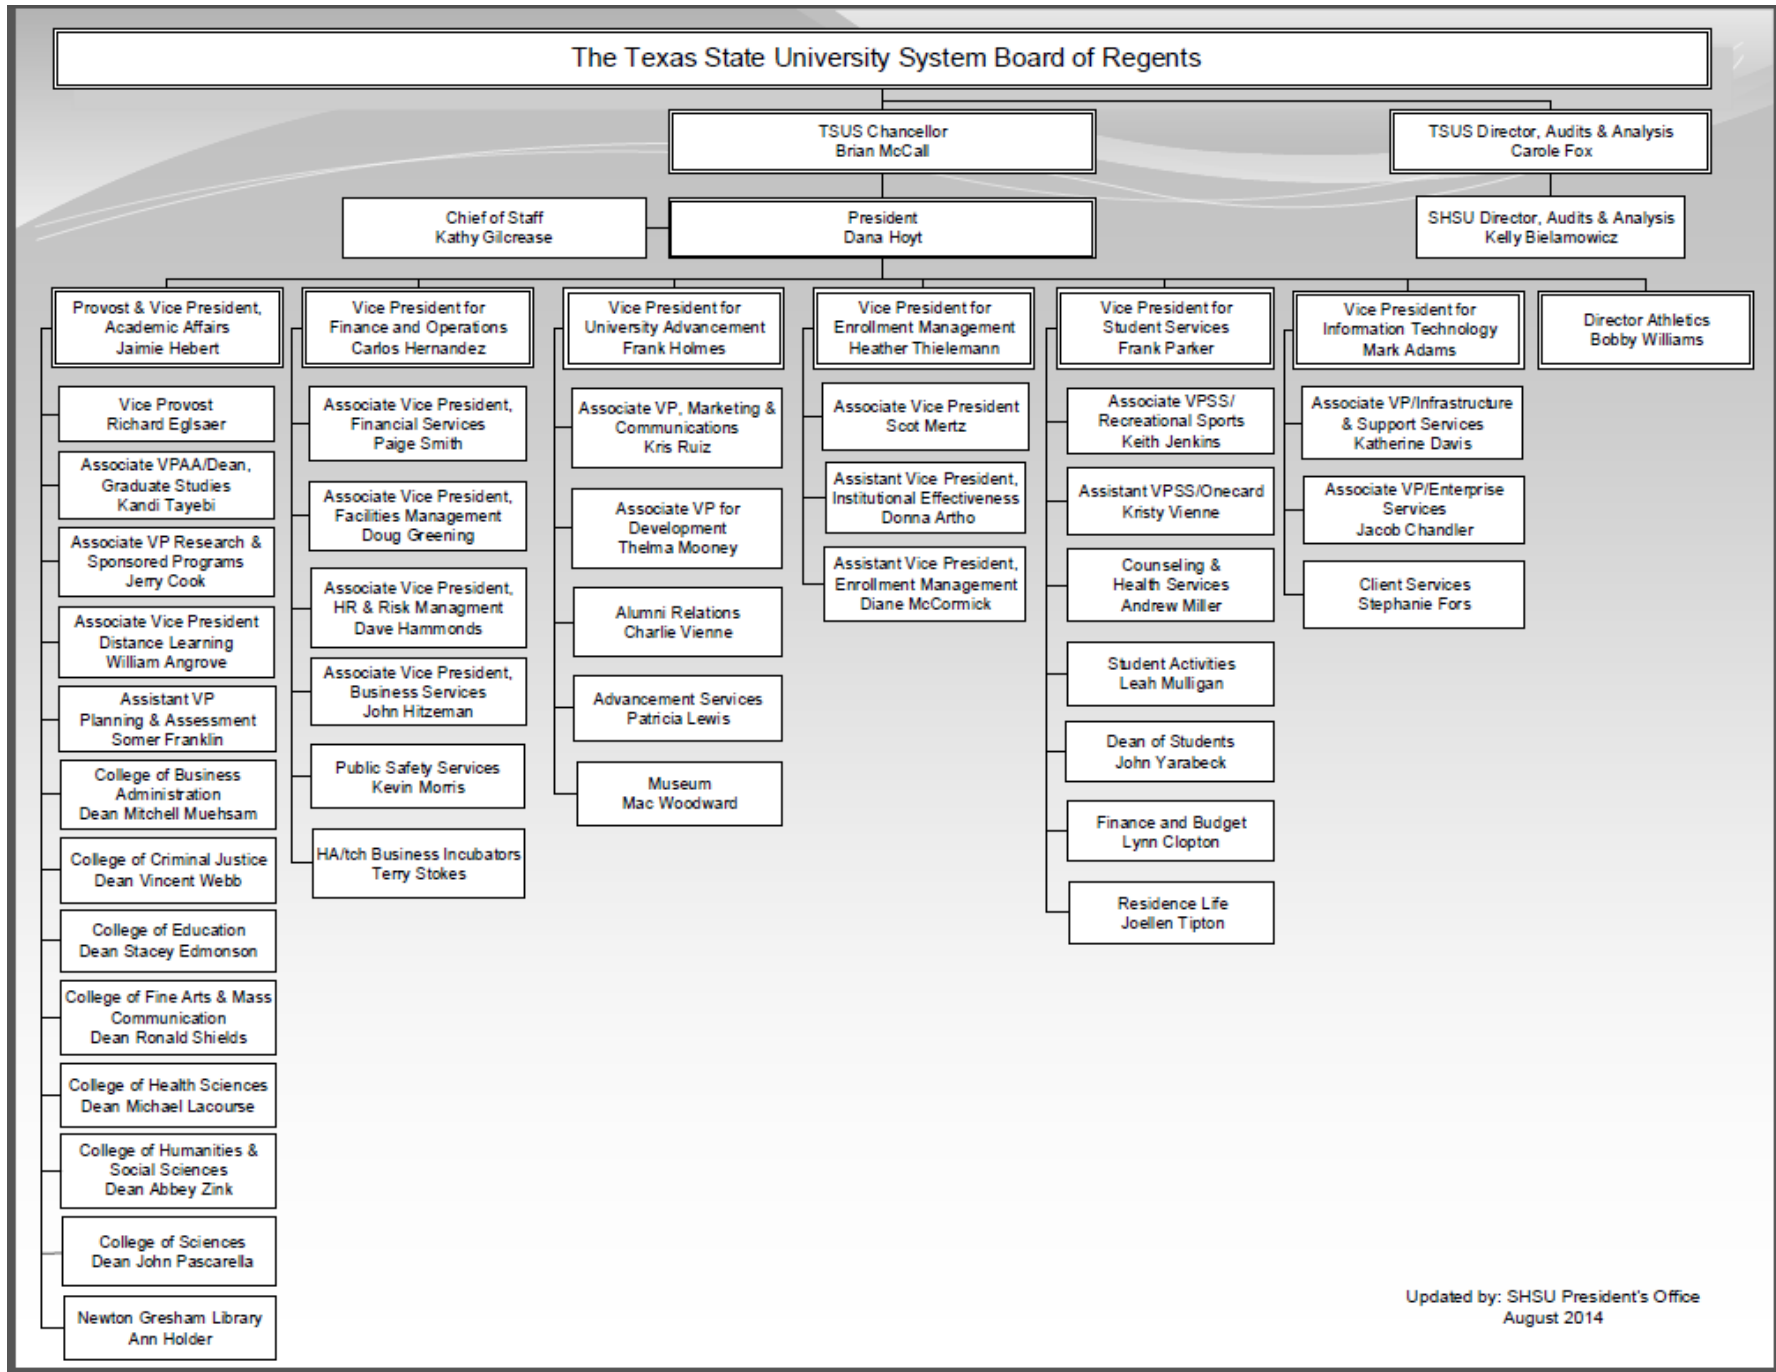 The Texas State University System Board of Regents
TSUS Chancellor
Brian McCall
TSUS Director, Audits & Analysis
Carole Fox
Chief of Staff
Kathy Gilcrease
President
Dana Hoyt
SHSU Director, Audits & Analysis
Kelly Bielamowicz
Provost & Vice President,
Academic Affairs
Jaimie Hebert
Vice President for
Finance and Operations
Carlos Hernandez
Vice President for
University Advancement
Frank Holmes
Vice President for
Enrollment Management
Heather Thielemann
Vice President for
Student Services
Frank Parker
Vice President for
Information Technology
Mark Adams
Director Athletics
Bobby Williams
Vice Provost
Richard Eglsaer
Associate VPAA/Dean,
Graduate Studies
Kandi Tayebi
Associate VP Research &
Sponsored Programs
Jerry Cook
Associate Vice President
Distance Learning
William Angrove
Assistant VP
Planning & Assessment
Somer Franklin
College of Business
Administration
Dean Mitchell Muehsam
College of Criminal Justice
Dean Vincent Webb
College of Education
Dean Stacey Edmonson
College of Fine Arts & Mass
Communication
Dean Ronald Shields
College of Health Sciences
Dean Michael Lacourse
College of Humanities &
Social Sciences
Dean Abbey Zink
College of Sciences
Dean John Pascarella
Newton Gresham Library
Ann Holder
Associate Vice President,
Financial Services
Paige Smith
Associate Vice President,
Facilities Management
Doug Greening
Associate Vice President,
HR & Risk Managment
Dave Hammonds
Associate Vice President,
Business Services
John Hitzeman
Public Safety Services
Kevin Morris
HA/tch Business Incubators
Terry Stokes
Associate VP, Marketing &
Communications
Kris Ruiz
Associate VP for
Development
Thelma Mooney
Alumni Relations
Charlie Vienne
Advancement Services
Patricia Lewis
Museum
Mac Woodward
Associate Vice President
Scot Mertz
Assistant Vice President,
Institutional Effectiveness
Donna Artho
Assistant Vice President,
Enrollment Management
Diane McCormick
Associate VPSS/
Recreational Sports
Keith Jenkins
Assistant VPSS/Onecard
Kristy Vienne
Counseling &
Health Services
Andrew Miller
Student Activities
Leah Mulligan
Dean of Students
John Yarabeck
Finance and Budget
Lynn Clopton
Residence Life
Joellen Tipton
Associate VP/Infrastructure
& Support Services
Katherine Davis
Associate VP/Enterprise
Services
Jacob Chandler
Client Services
Stephanie Fors
Updated by: SHSU President's Office
August 2014